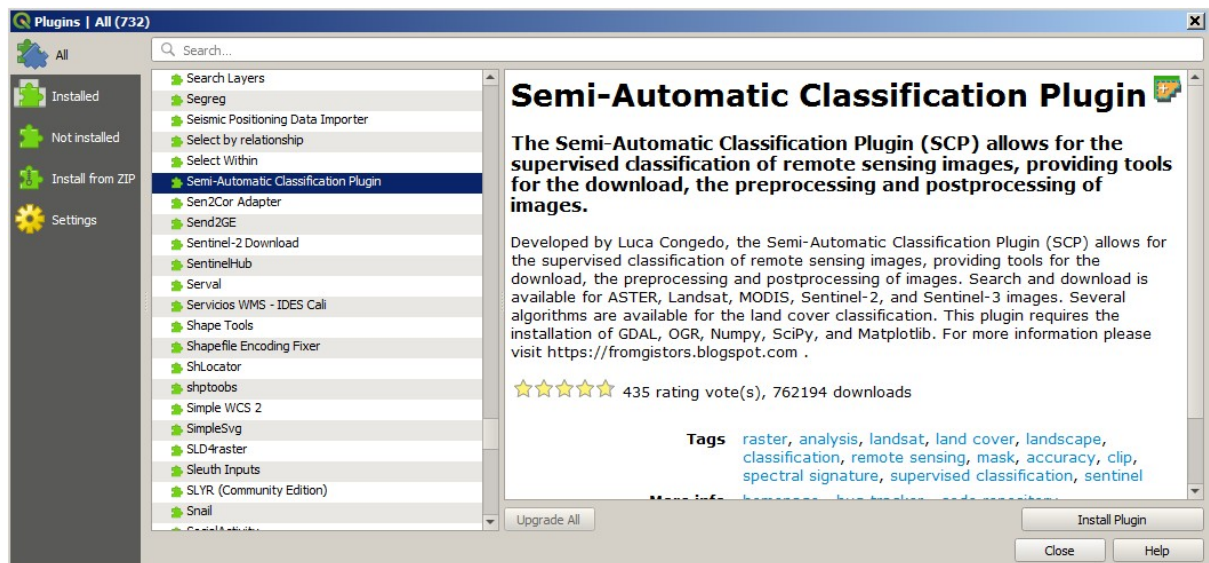 Plugins | All (732)
All
Search...
Installed
Not installed
Install from ZIP
Settings
Search Layers
Segreg
Seismic Positioning Data Importer
Select by relationship
Select Within
Semi-Automatic Classification Plugin
Sen2Cor Adapter
Send2GE
Sentinel-2 Download
SentinelHub
Serval
Servicios WMS - IDES Cali
Shape Tools
Shapefile Encoding Fixer
ShLocator
shptoobs
Simple WCS 2
SimpleSvg
SLD4raster
Sleuth Inputs
SLYR (Community Edition)
Snail
SocialActivity
Semi-Automatic Classification Plugin
The Semi-Automatic Classification Plugin (SCP) allows for the
supervised classification of remote sensing images, providing tools
for the download, the preprocessing and postprocessing of
images.
Developed by Luca Congedo, the Semi-Automatic Classification Plugin (SCP) allows for
the supervised classification of remote sensing images, providing tools for the
download, the preprocessing and postprocessing of images. Search and download is
available for ASTER, Landsat, MODIS, Sentinel-2, and Sentinel-3 images. Several
algorithms are available for the land cover classification. This plugin requires the
installation of GDAL, OGR, Numpy, SciPy, and Matplotlib. For more information please
visit https://fromgistors.blogspot.com .
435 rating vote(s), 762194 downloads
Tags raster, analysis, landsat, land cover, landscape,
classification, remote sensing, mask, accuracy, clip,
spectral signature, supervised classification, sentinel
More info homepage bug tracker code repository
Upgrade All
Install Plugin
Close
Help